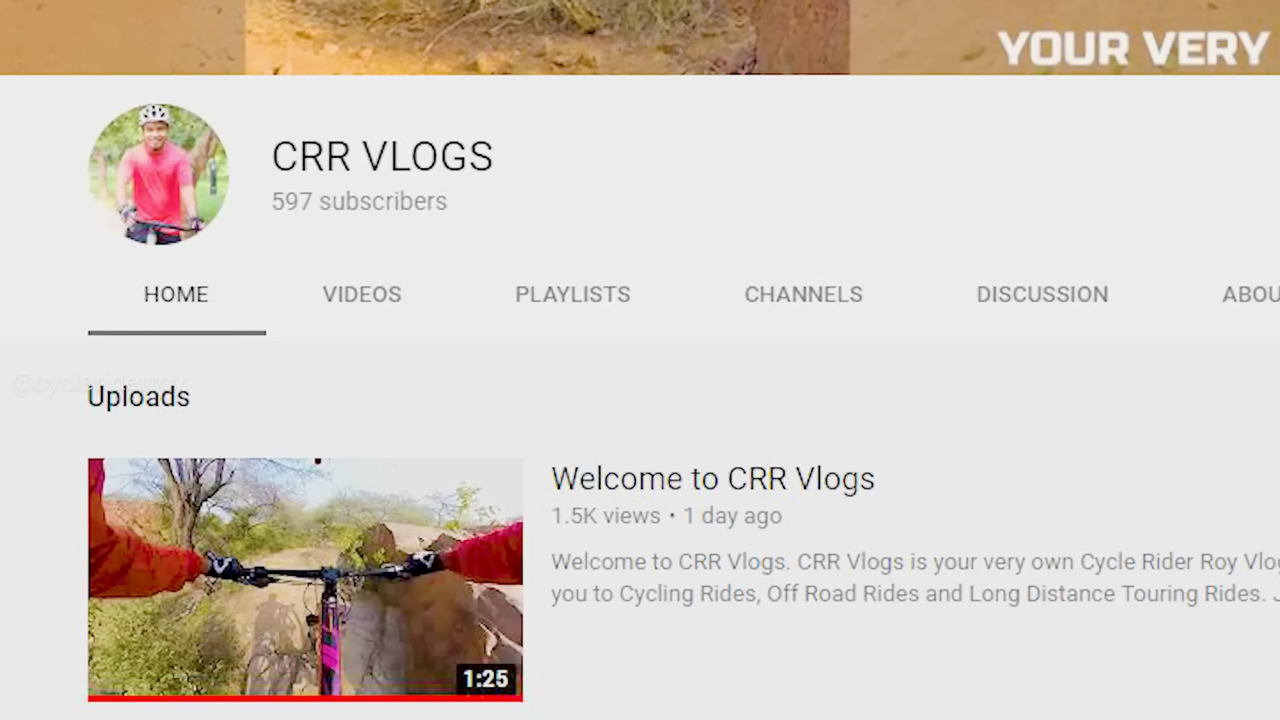 YOUR VERY
CRR VLOGS
597 subscribers
HOME VIDEOS PLAYLISTS CHANNELS DISCUSSION ABOU
Uploads
Welcome to CRR Vlogs
1.5K views • 1 day ago
Welcome to CRR Vlogs. CRR Vlogs is your very own Cycle Rider Roy Vlog
you to Cycling Rides, Off Road Rides and Long Distance Touring Rides. J
1:25